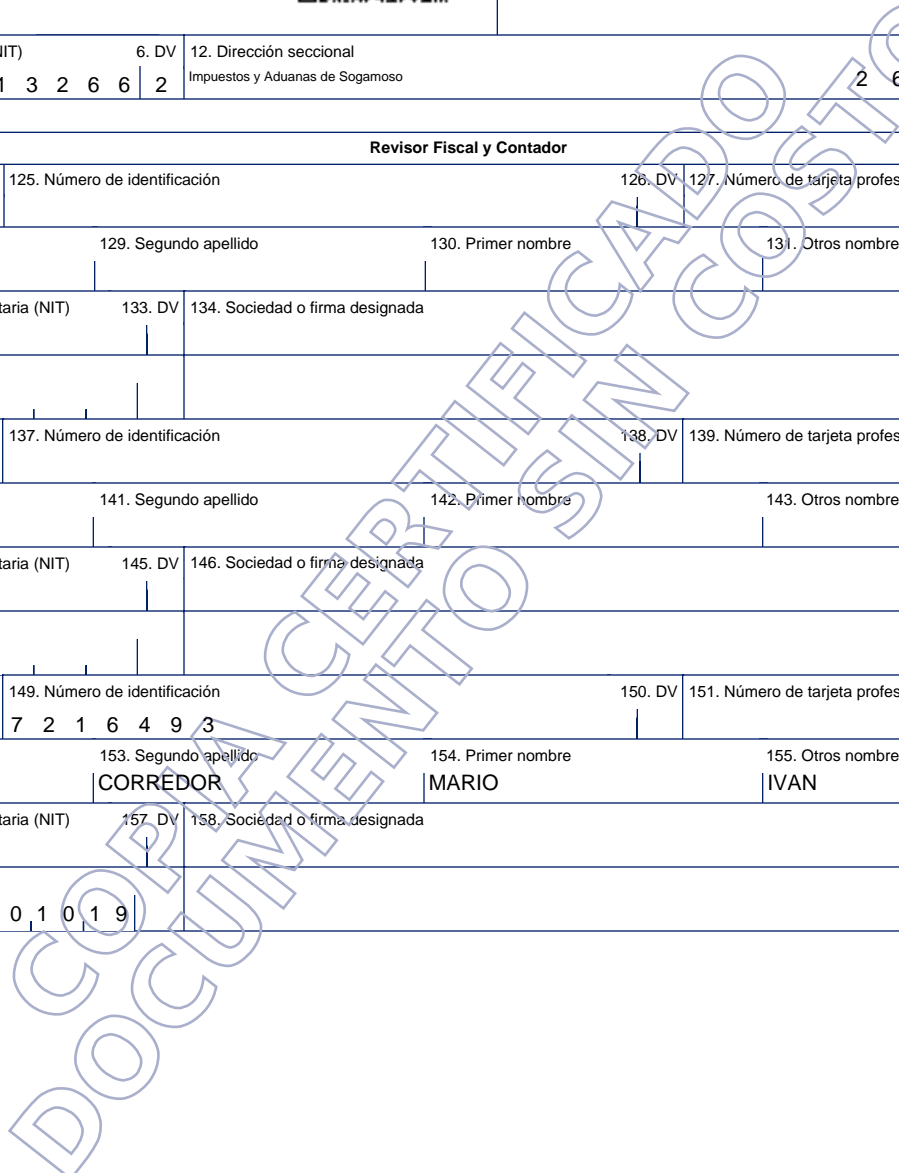 6. DV 12. Dirección seccional
3 2 6 6 2 Impuestos y Aduanas de Sogamoso 2
Revisor Fiscal y Contador
125. Número de identificación 126. DV 127. Número de tarjeta profes
129. Segundo apellido 130. Primer nombre 131. Otros nombre
taria (NIT) 133. DV 134. Sociedad o firma designada
137. Número de identificación 138. DV 139. Número de tarjeta profes
141. Segundo apellido 142. Primer nombre 143. Otros nombre
taria (NIT) 145. DV 146. Sociedad o firma designada
149. Número de identificación 150. DV 151. Número de tarjeta profes
7 2 1 6 4 9 3
153. Segundo apellido 154. Primer nombre 155. Otros nombre
CORREDOR MARIO IVAN
taria (NIT) 157. DV 158. Sociedad o firma designada
0 1 0 1 9
COPIA CERTIFICADO
DOCUMENTO SIN COSTO